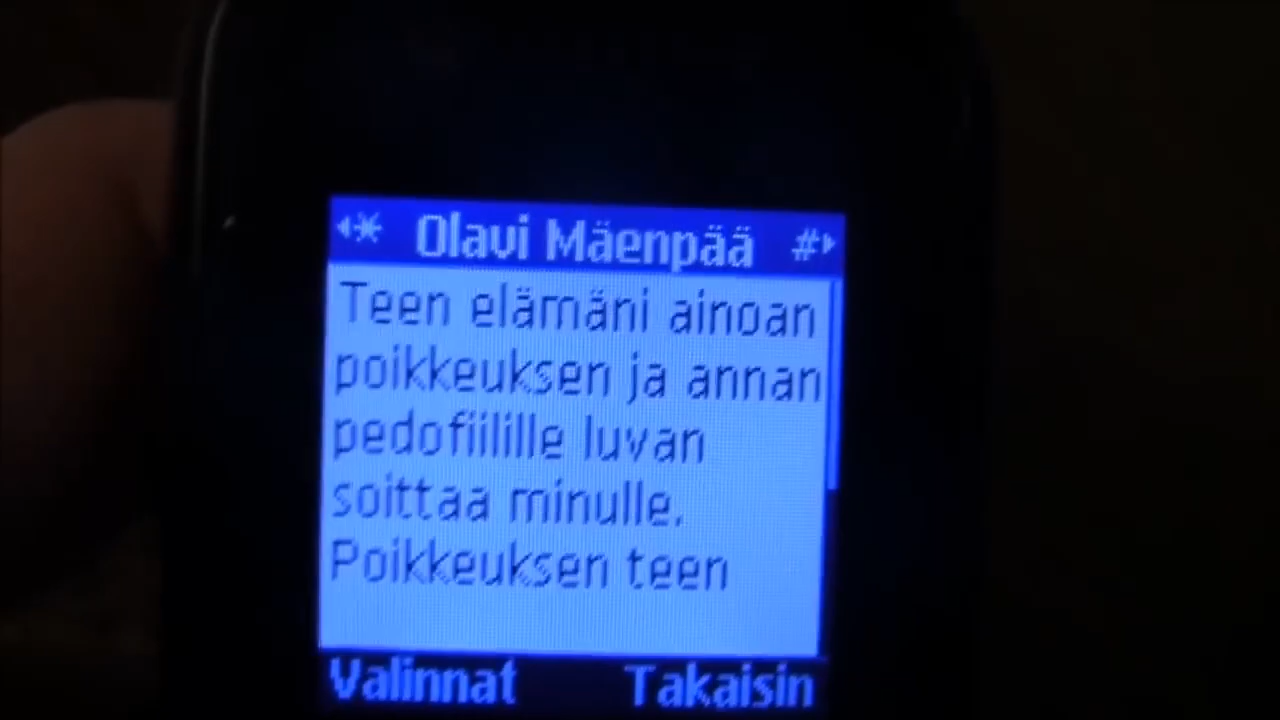 Olavi Mäenpää #
Teen elämäni ainoan
poikkeuksen ja annan
pedofiilille luvan
soittaa minulle.
Poikkeuksen teen
Valinnat Takaisin